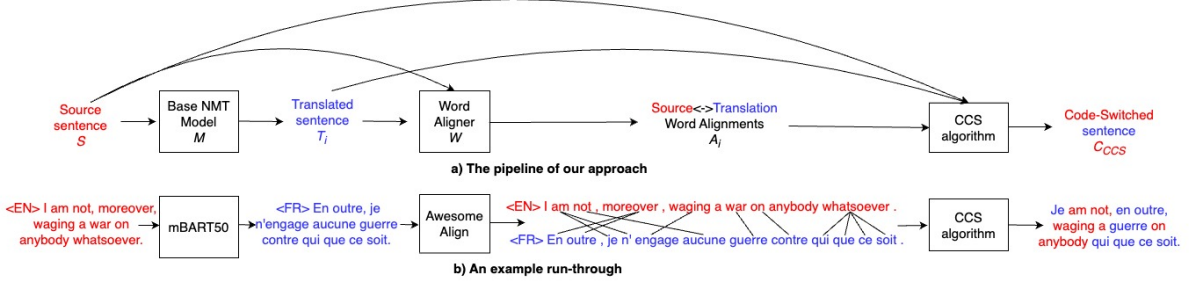 Source
sentence
S
Base NMT
Model
M
Translated
sentence
Ti
Word
Aligner
W
Source<->Translation
Word Alignments
Ai
CCS
algorithm
Code-Switched
sentence
CCCS
a) The pipeline of our approach
<EN> I am not, moreover,
waging a war on
anybody whatsoever.
mBART50
<FR> En outre, je
n'engage aucune guerre
contre qui que ce soit.
Awesome
Align
<EN> I am not , moreover , waging a war on anybody whatsoever .
<FR> En outre , je n' engage aucune guerre contre qui que ce soit .
CCS
algorithm
Je am not, en outre,
waging a guerre on
anybody qui que ce soit.
b) An example run-through